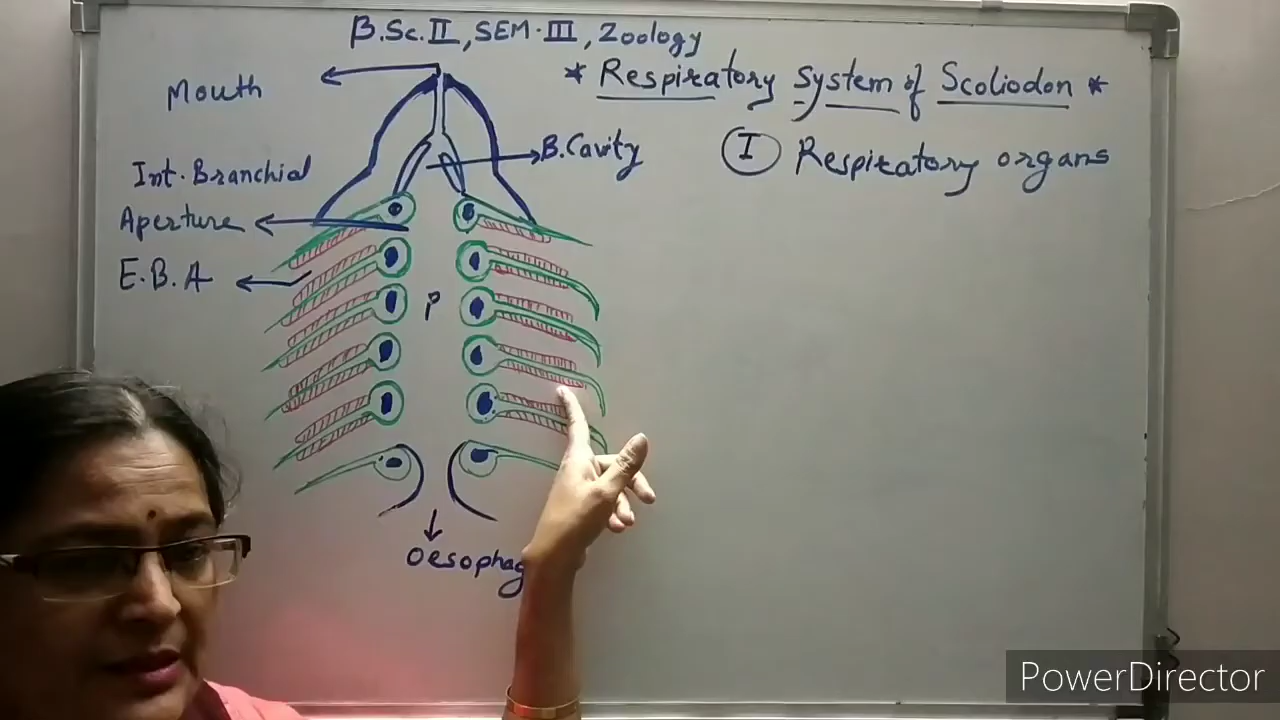 B.Sc.II, SEM-III, Zoology
* Respiratory System of Scoliodon *
Mouth
B.Cavity
I Respiratory organs
Int. Branchial
Aperture
E.B.A
P
Oesophag
PowerDirector